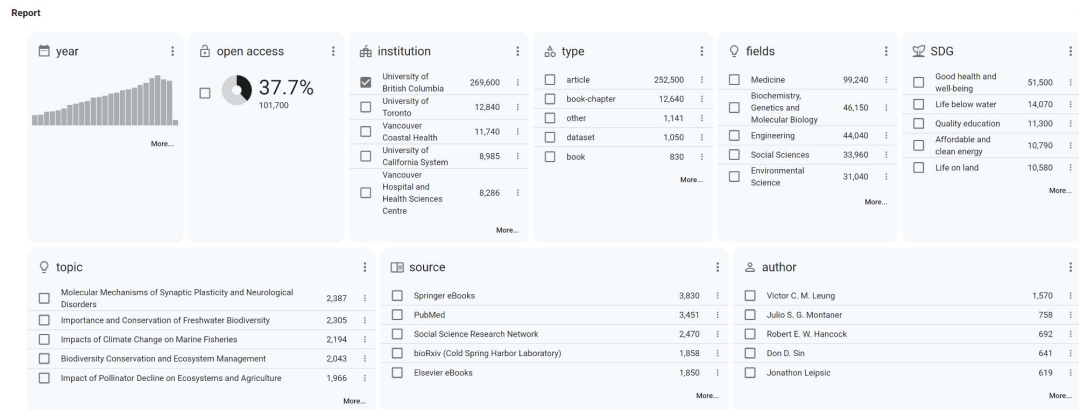 Report
year
More...
open access
37.7%
101,700
institution
University of
British Columbia
269,600
University of
Toronto
12,840
Vancouver
Coastal Health
11,740
University of
California System
8,985
Vancouver
Hospital and
Health Sciences
Centre
8,286
More...
type
article 252,500
book-chapter 12,640
other 1,141
dataset 1,050
book 830
More...
fields
Medicine 99,240
Biochemistry,
Genetics and
Molecular Biology
46,150
Engineering 44,040
Social Sciences 33,960
Environmental
Science
31,040
More...
SDG
Good health and
well-being
51,500
Life below water 14,070
Quality education 11,300
Affordable and
clean energy
10,790
Life on land 10,580
More...
topic
Molecular Mechanisms of Synaptic Plasticity and Neurological
Disorders
2,387
Importance and Conservation of Freshwater Biodiversity 2,305
Impacts of Climate Change on Marine Fisheries 2,194
Biodiversity Conservation and Ecosystem Management 2,043
Impact of Pollinator Decline on Ecosystems and Agriculture 1,966
More...
source
Springer eBooks 3,830
PubMed 3,451
Social Science Research Network 2,470
bioRxiv (Cold Spring Harbor Laboratory) 1,858
Elsevier eBooks 1,850
More...
author
Victor C. M. Leung 1,570
Julio S. G. Montaner 758
Robert E. W. Hancock 692
Don D. Sin 641
Jonathon Leipsic 619
More...